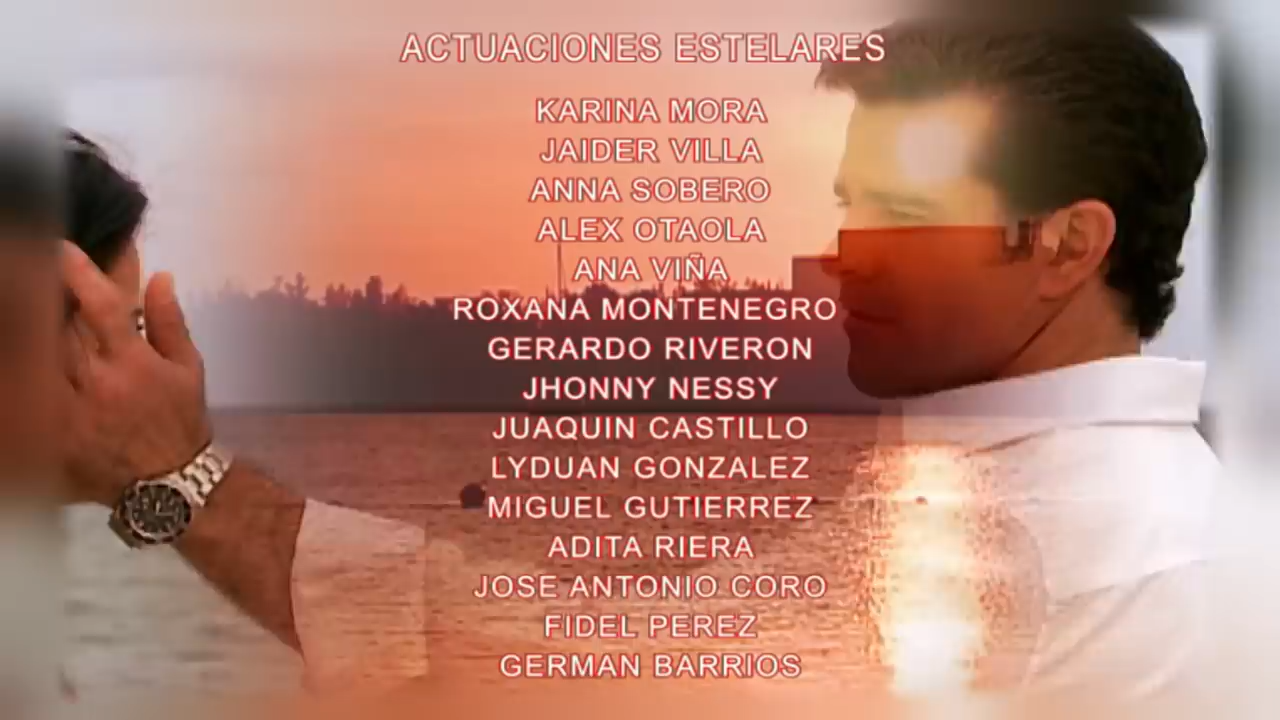 ACTUACIONES ESTELARES
KARINA MORA
JAIDER VILLA
ANNA SOBERO
ALEX OTAOLA
ANA VIÑA
ROXANA MONTENEGRO
GERARDO RIVERON
JHONNY NESSY
JUAQUIN CASTILLO
LYDUAN GONZALEZ
MIGUEL GUTIERREZ
ADITA RIERA
JOSE ANTONIO CORO
FIDEL PEREZ
GERMAN BARRIOS